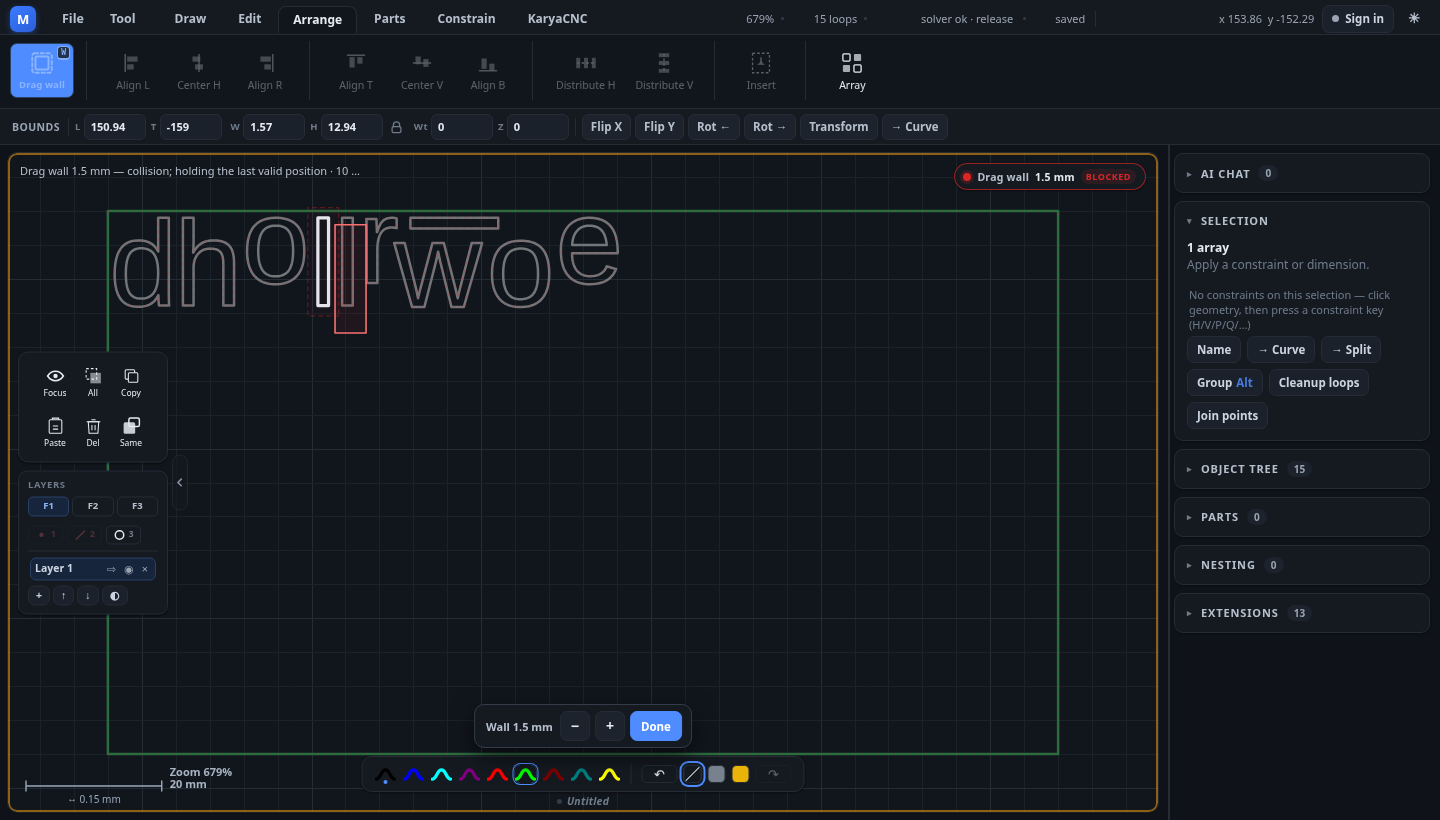 M File Tool Draw Edit Arrange Parts Constrain KaryaCNC 679% 15 loops solver ok · release saved x 153.86 y -152.29 Sign in
W
Drag wall Align L Center H Align R Align T Center V Align B Distribute H Distribute V Insert Array
BOUNDS L 150.94 T -159 W 1.57 H 12.94 Wt 0 Z 0 Flip X Flip Y Rot ← Rot → Transform → Curve
Drag wall 1.5 mm — collision; holding the last valid position · 10 ...
Drag wall 1.5 mm BLOCKED
dholl r w o e
Focus All Copy
Paste Del Same
LAYERS
F1 F2 F3
1 2 3
Layer 1 ⇨ ◉ ×
+ ↑ ↓ ◐
Wall 1.5 mm − + Done
Zoom 679%
20 mm
↔ 0.15 mm
Untitled
▸ AI CHAT 0
▾ SELECTION
1 array
Apply a constraint or dimension.
No constraints on this selection — click
geometry, then press a constraint key
(H/V/P/Q/…)
Name → Curve → Split
Group Alt Cleanup loops
Join points
▸ OBJECT TREE 15
▸ PARTS 0
▸ NESTING 0
▸ EXTENSIONS 13